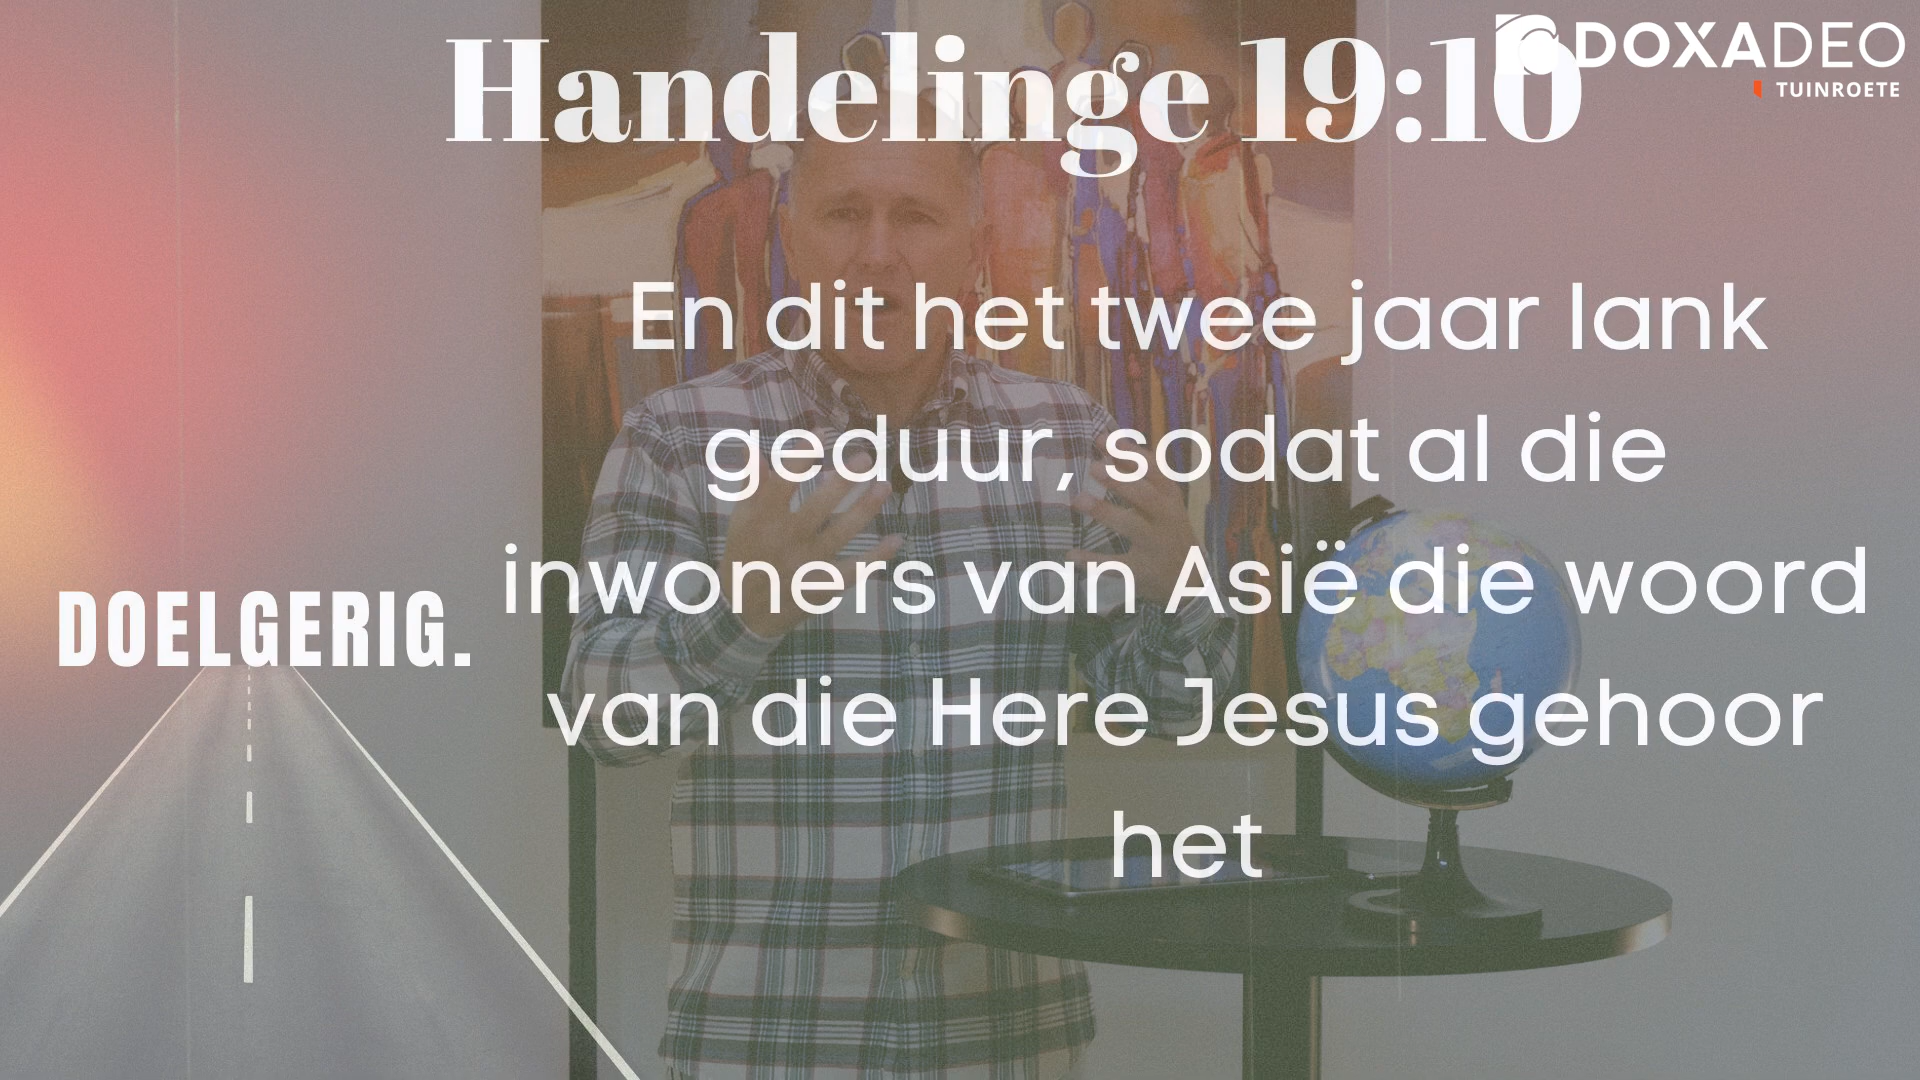 Handelinge 19:10
DOXADEO
TUINROETE
En dit het twee jaar lank
geduur, sodat al die
inwoners van Asië die woord
van die Here Jesus gehoor
het
DOELGERIG.